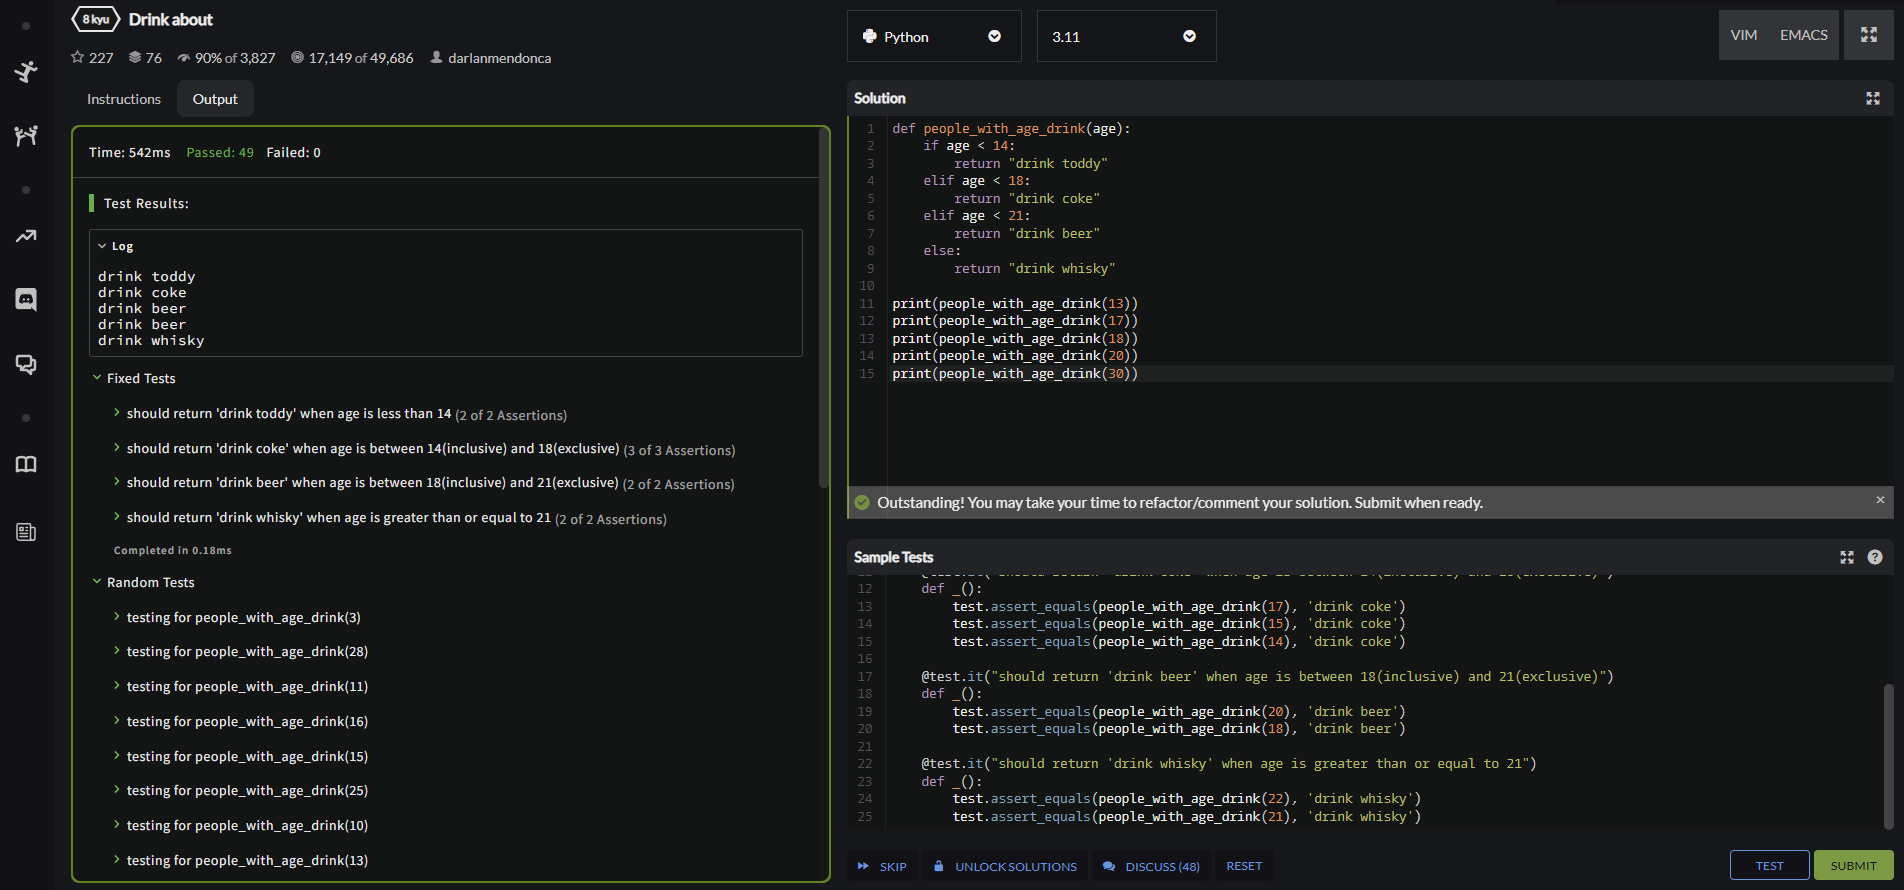 8 kyu Drink about
227 76 90% of 3,827 17,149 of 49,686 darlanmendonca
Instructions Output
Time: 542ms Passed: 49 Failed: 0
Test Results:
Log
drink toddy
drink coke
drink beer
drink beer
drink whisky
Fixed Tests
should return 'drink toddy' when age is less than 14 (2 of 2 Assertions)
should return 'drink coke' when age is between 14(inclusive) and 18(exclusive) (3 of 3 Assertions)
should return 'drink beer' when age is between 18(inclusive) and 21(exclusive) (2 of 2 Assertions)
should return 'drink whisky' when age is greater than or equal to 21 (2 of 2 Assertions)
Completed in 0.18ms
Random Tests
testing for people_with_age_drink(3)
testing for people_with_age_drink(28)
testing for people_with_age_drink(11)
testing for people_with_age_drink(16)
testing for people_with_age_drink(15)
testing for people_with_age_drink(25)
testing for people_with_age_drink(10)
testing for people_with_age_drink(13)
Python 3.11 VIM EMACS
Solution
1 def people_with_age_drink(age):
2 if age < 14:
3 return "drink toddy"
4 elif age < 18:
5 return "drink coke"
6 elif age < 21:
7 return "drink beer"
8 else:
9 return "drink whisky"
10
11 print(people_with_age_drink(13))
12 print(people_with_age_drink(17))
13 print(people_with_age_drink(18))
14 print(people_with_age_drink(20))
15 print(people_with_age_drink(30))
Outstanding! You may take your time to refactor/comment your solution. Submit when ready.
Sample Tests
12 def _():
13 test.assert_equals(people_with_age_drink(17), 'drink coke')
14 test.assert_equals(people_with_age_drink(15), 'drink coke')
15 test.assert_equals(people_with_age_drink(14), 'drink coke')
16
17 @test.it("should return 'drink beer' when age is between 18(inclusive) and 21(exclusive)")
18 def _():
19 test.assert_equals(people_with_age_drink(20), 'drink beer')
20 test.assert_equals(people_with_age_drink(18), 'drink beer')
21
22 @test.it("should return 'drink whisky' when age is greater than or equal to 21")
23 def _():
24 test.assert_equals(people_with_age_drink(22), 'drink whisky')
25 test.assert_equals(people_with_age_drink(21), 'drink whisky')
SKIP UNLOCK SOLUTIONS DISCUSS (48) RESET TEST SUBMIT